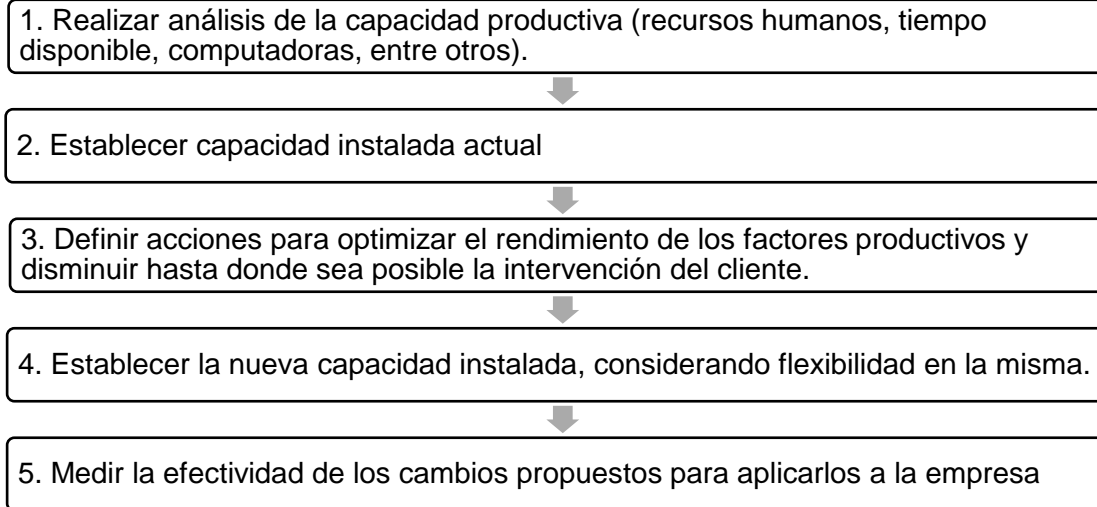 1. Realizar análisis de la capacidad productiva (recursos humanos, tiempo
disponible, computadoras, entre otros).
2. Establecer capacidad instalada actual
3. Definir acciones para optimizar el rendimiento de los factores productivos y
disminuir hasta donde sea posible la intervención del cliente.
4. Establecer la nueva capacidad instalada, considerando flexibilidad en la misma.
5. Medir la efectividad de los cambios propuestos para aplicarlos a la empresa